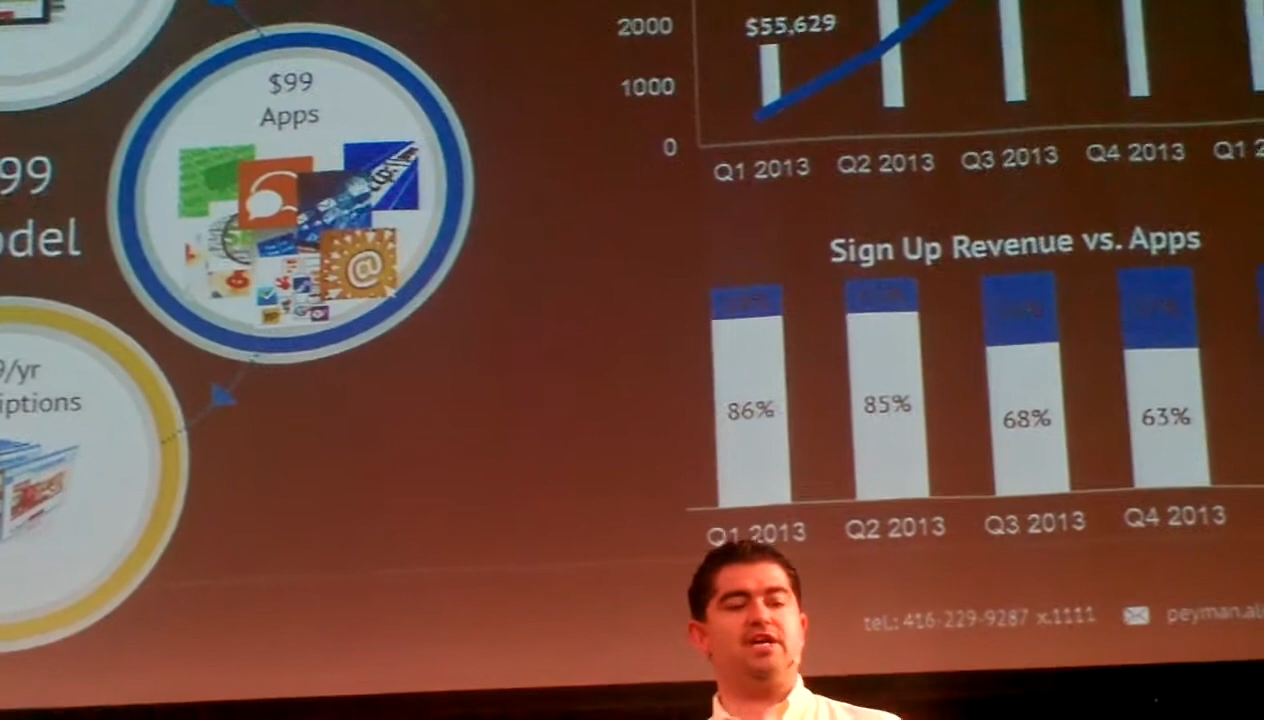 $99
Apps
99
odel
9/yr
iptions
$55,629
2000
1000
0
Q1 2013 Q2 2013 Q3 2013 Q4 2013 Q1 2
Sign Up Revenue vs. Apps
86% 85% 68% 63%
Q1 2013 Q2 2013 Q3 2013 Q4 2013
tel.: 416-229-9287 x.1111 peyman.al